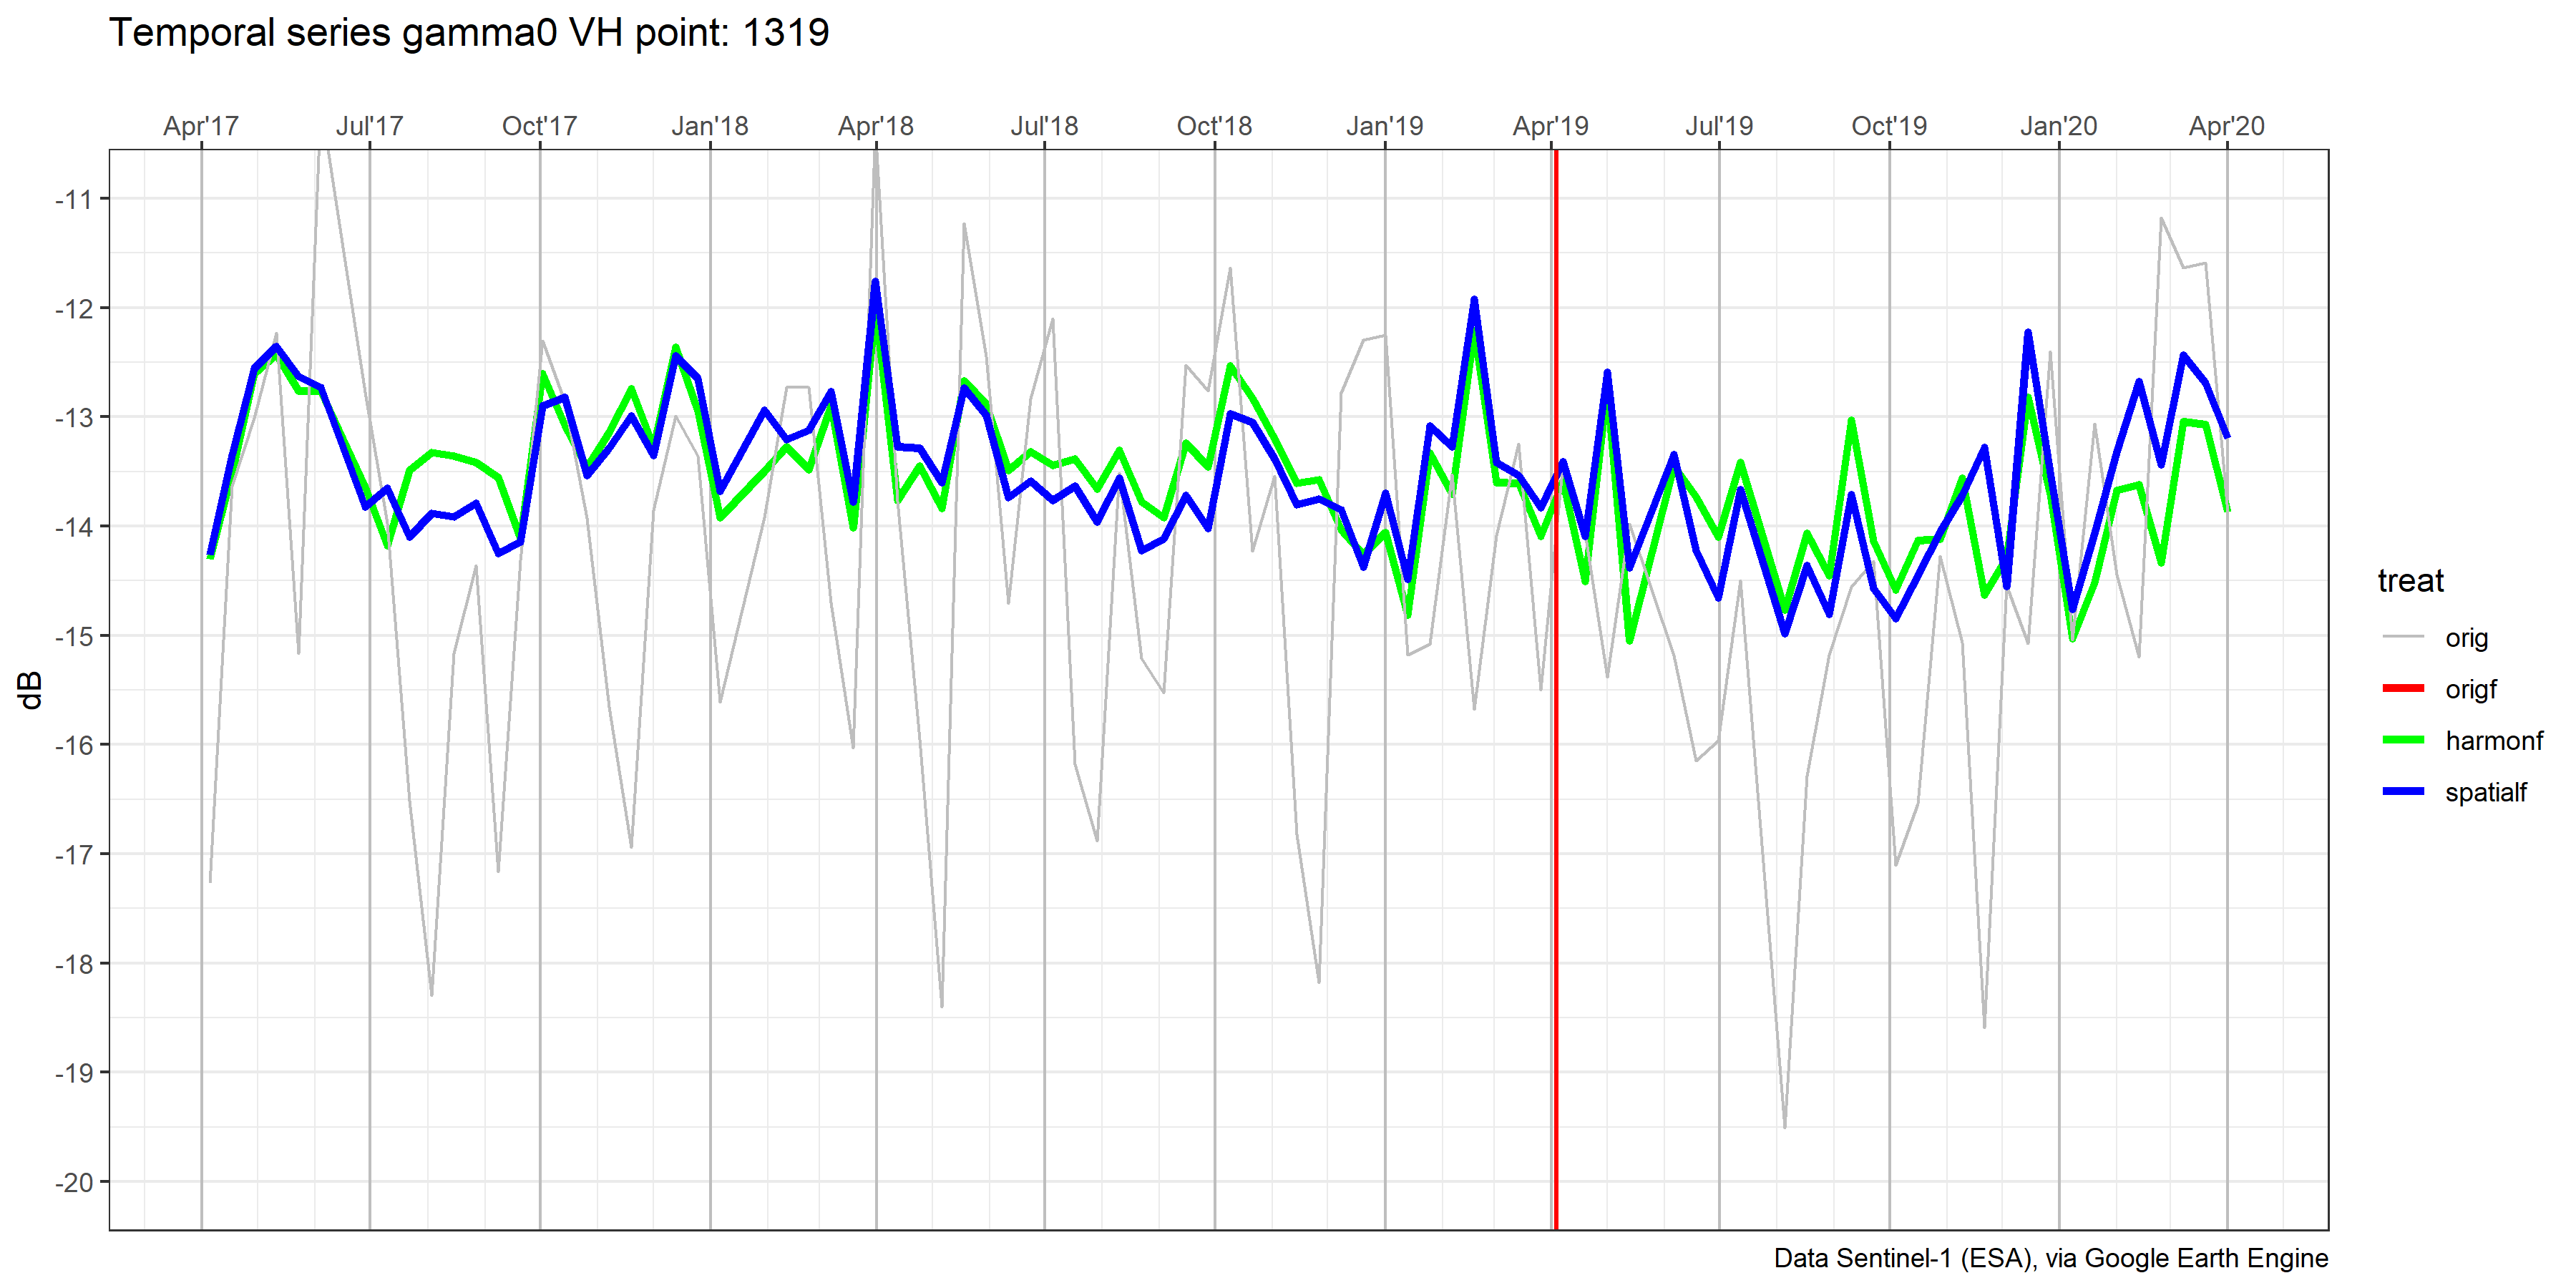 Temporal series gamma0 VH point: 1319
Apr'17 Jul'17 Oct'17 Jan'18 Apr'18 Jul'18 Oct'18 Jan'19 Apr'19 Jul'19 Oct'19 Jan'20 Apr'20
-11
-12
-13
-14
-15
-16
-17
-18
-19
-20
dB
treat
orig
origf
harmonf
spatialf
Data Sentinel-1 (ESA), via Google Earth Engine